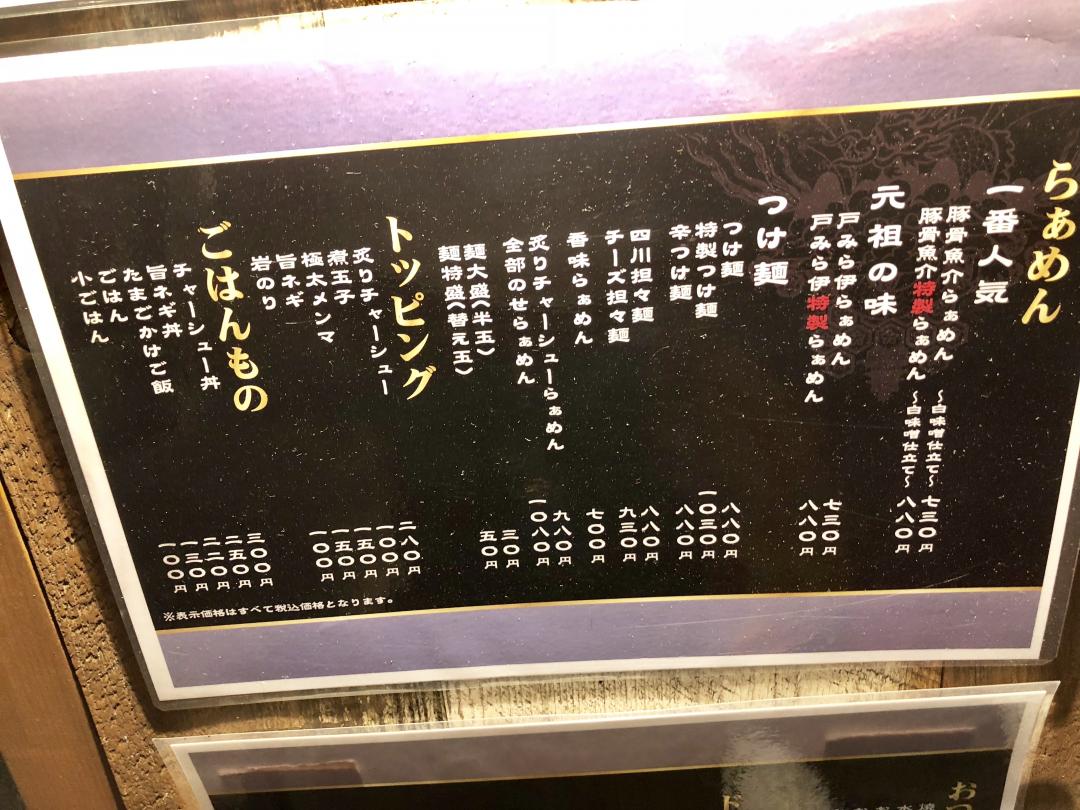 らぁめん
一番人気
豚骨魚介らぁめん 〜白味噌仕立て〜 七三〇円
豚骨魚介特製らぁめん 〜白味噌仕立て〜 八八〇円
元祖の味
戸みら伊らぁめん 七三〇円
戸みら伊特製らぁめん 八八〇円
つけ麺
つけ麺 八八〇円
特製つけ麺 一〇三〇円
辛つけ麺 八八〇円
四川担々麺 八八〇円
チーズ担々麺 九三〇円
香味らぁめん 七〇〇円
炙りチャーシューらぁめん 九八〇円
全部のせらぁめん 一〇八〇円
麺大盛(半玉) 三〇円
麺特盛(替え玉) 五〇円
トッピング
炙りチャーシュー 二八〇円
煮玉子 一〇〇円
極太メンマ 一五〇円
旨ネギ 一五〇円
岩のり 一〇〇円
ごはんもの
チャーシュー丼 三〇〇円
旨ネギ丼 二五〇円
たまごかけご飯 二二〇円
ごはん 一三〇円
小ごはん 一〇〇円
※表示価格はすべて税込価格となります。